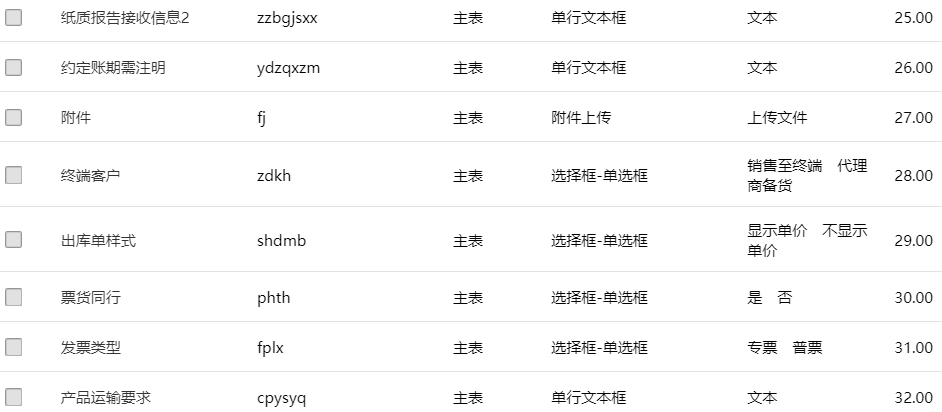 纸质报告接收信息2 zzbgjsxx 主表 单行文本框 文本 25.00
约定账期需注明 ydzqxzm 主表 单行文本框 文本 26.00
附件 fj 主表 附件上传 上传文件 27.00
终端客户 zdkh 主表 选择框-单选框 销售至终端 代理商备货 28.00
出库单样式 shdmb 主表 选择框-单选框 显示单价 不显示单价 29.00
票货同行 phth 主表 选择框-单选框 是 否 30.00
发票类型 fplx 主表 选择框-单选框 专票 普票 31.00
产品运输要求 cpysyq 主表 单行文本框 文本 32.00